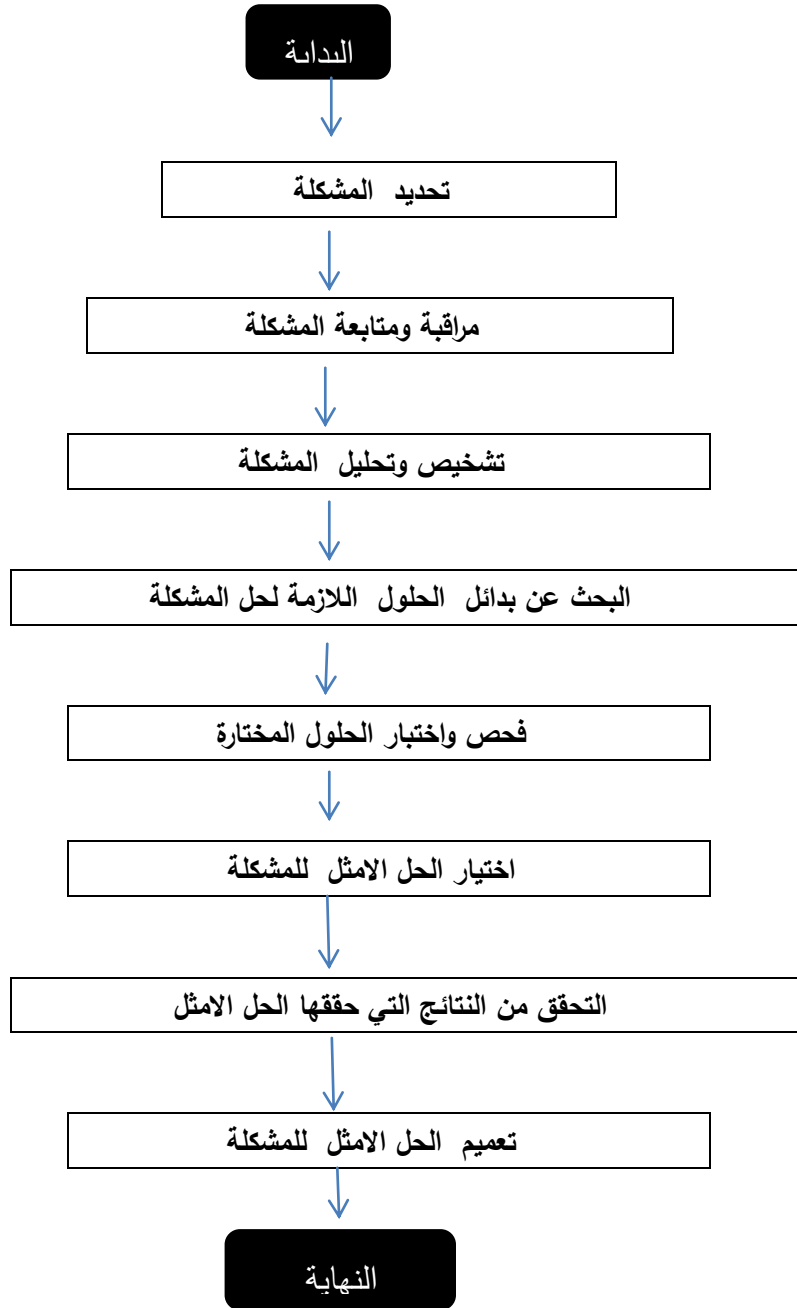 البداية
تحديد المشكلة
مراقبة ومتابعة المشكلة
تشخيص وتحليل المشكلة
البحث عن بدائل الحلول اللازمة لحل المشكلة
فحص واختبار الحلول المختارة
اختيار الحل الامثل للمشكلة
التحقق من النتائج التي حققها الحل الامثل
تعميم الحل الامثل للمشكلة
النهاية